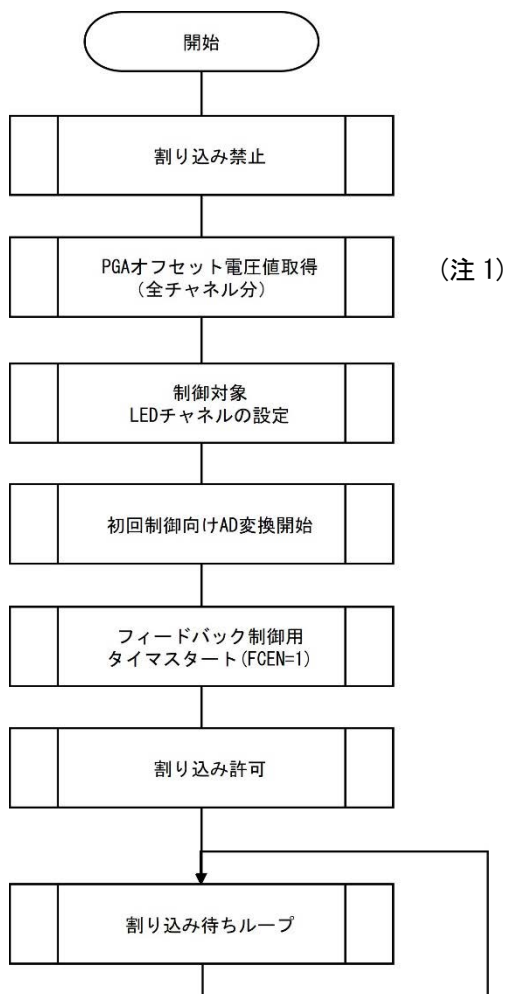 開始
割り込み禁止
PGAオフセット電圧値取得
(全チャネル分)
(注 1)
制御対象
LEDチャネルの設定
初回制御向けAD変換開始
フィードバック制御用
タイマスタート(FCEN=1)
割り込み許可
割り込み待ちループ